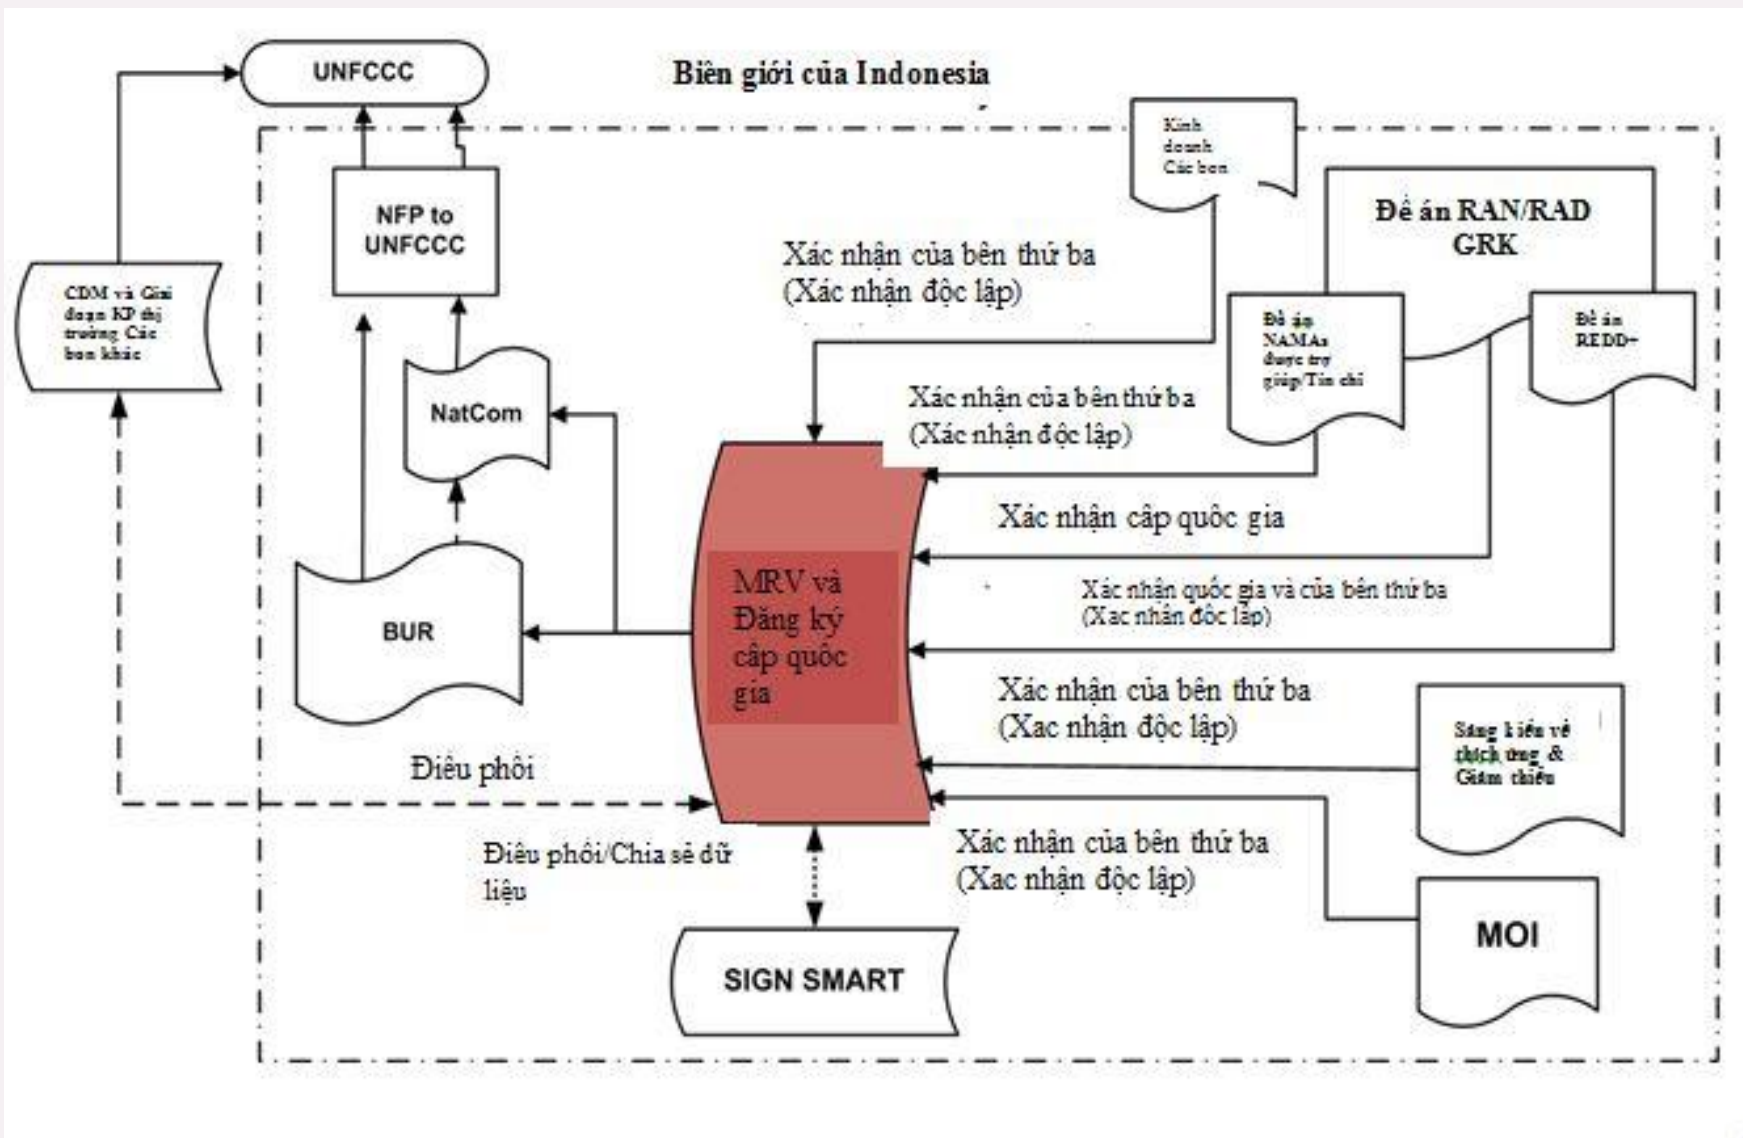 UNFCCC
Biên giới của Indonesia
Kinh
doanh
Các bon
NFP to
UNFCCC
Đề án RAN/RAD
GRK
Xác nhận của bên thứ ba
(Xác nhận độc lập)
CDM và Giai
đoạn KP thị
trường Các
bon khác
Đề án
NAMAs
được trợ
giúp/Tín chỉ
Đề án
REDD+
NatCom
Xác nhận của bên thứ ba
(Xác nhận độc lập)
Xác nhận cấp quốc gia
MRV và
Đăng ký
cấp quốc
gia
Xác nhận quốc gia và của bên thứ ba
(Xac nhận độc lập)
BUR
Xác nhận của bên thứ ba
(Xac nhận độc lập)
Sáng kiến về
thích ứng &
Giảm thiểu
Điều phối
Điều phối/Chia sẻ dữ
liệu
Xác nhận của bên thứ ba
(Xac nhận độc lập)
MOI
SIGN SMART